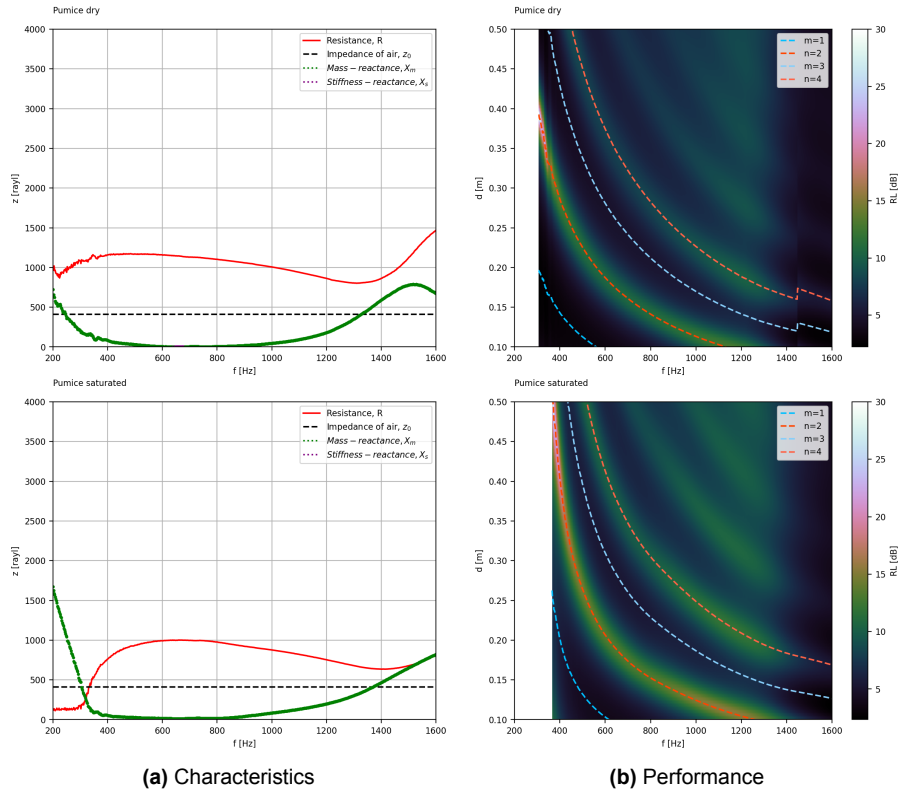 Pumice dry
4000
3500
3000
2500
2000
1500
1000
500
0
z [rayl]
200 400 600 800 1000 1200 1400 1600
f [Hz]
Resistance, R
Impedance of air, z0
Mass − reactance, Xm
Stiffness − reactance, Xs
Pumice dry
0.50
0.45
0.40
0.35
0.30
0.25
0.20
0.15
0.10
d [m]
400 600 800 1000 1200 1400 1600
f [Hz]
m=1
n=2
m=3
n=4
30
25
20
15
10
5
RL [dB]
Pumice saturated
4000
3500
3000
2500
2000
1500
1000
500
0
z [rayl]
200 400 600 800 1000 1200 1400 1600
f [Hz]
Resistance, R
Impedance of air, z0
Mass − reactance, Xm
Stiffness − reactance, Xs
Pumice saturated
0.50
0.45
0.40
0.35
0.30
0.25
0.20
0.15
0.10
d [m]
400 600 800 1000 1200 1400 1600
f [Hz]
m=1
n=2
m=3
n=4
30
25
20
15
10
5
RL [dB]
(a) Characteristics
(b) Performance